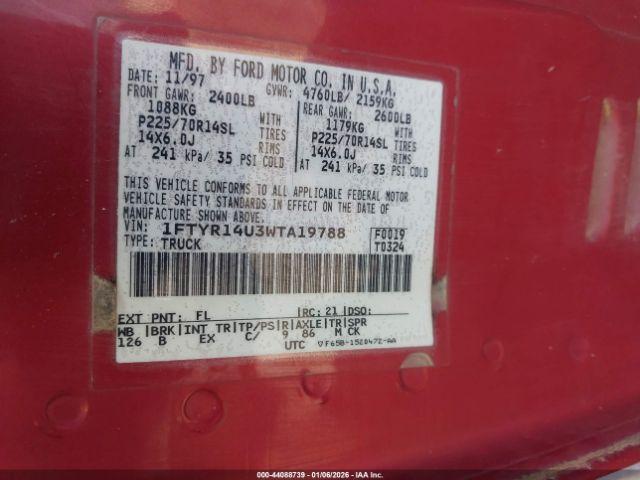 MFD. BY FORD MOTOR CO. IN U.S.A.
DATE: 11/97 GVWR: 4760LB/ 2159KG
FRONT GAWR: 2400LB REAR GAWR: 2600LB
1088KG WITH 1179KG WITH
P225/70R14SL TIRES P225/70R14SL TIRES
14X6.0J RIMS 14X6.0J RIMS
AT 241 kPa/ 35 PSI COLD AT 241 kPa/ 35 PSI COLD
THIS VEHICLE CONFORMS TO ALL APPLICABLE FEDERAL MOTOR
VEHICLE SAFETY STANDARDS IN EFFECT ON THE DATE OF
MANUFACTURE SHOWN ABOVE.
VIN: 1FTYR14U3WTA19788 F0019
TYPE: TRUCK T0324
EXT PNT: FL RC: 21 DSO:
WB BRK INT TR TP/PS R AXLE TR SPR
126 B EX C/ 9 86 M CK
UTC ▽F65B-1520472-AA
000-44088739 - 01/06/2026 - IAA Inc.